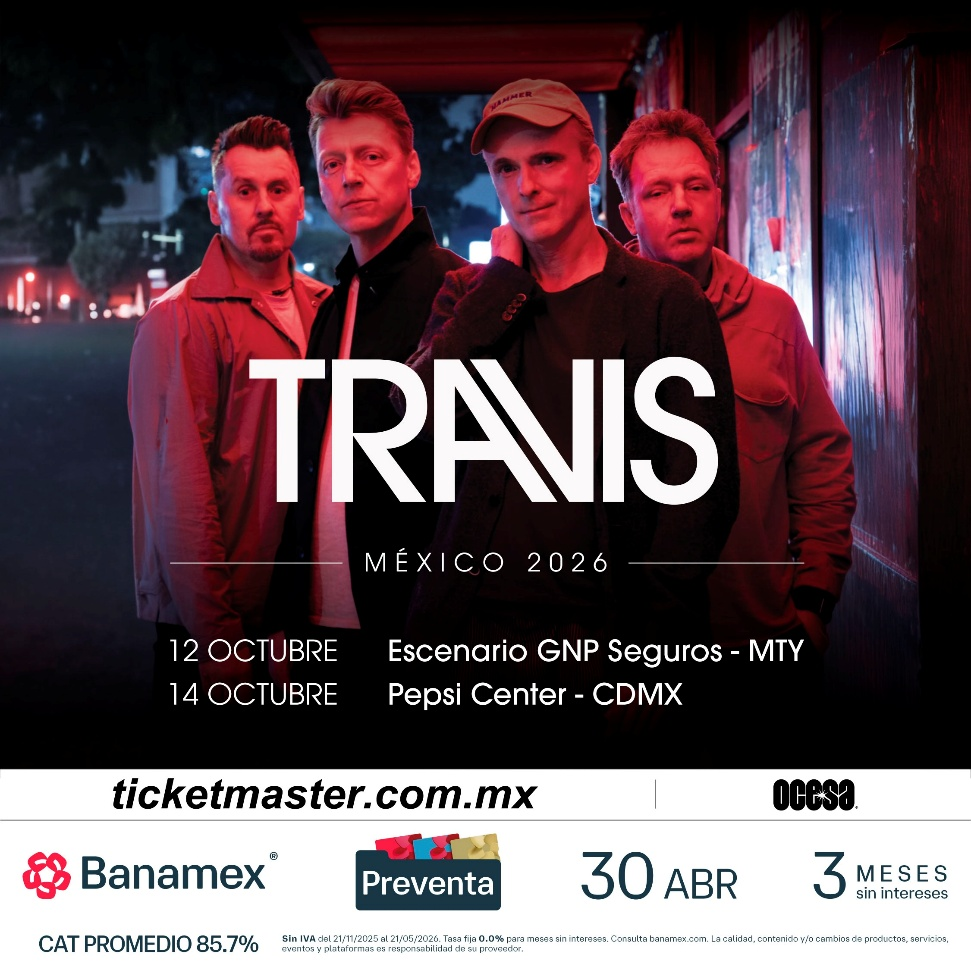 HAMMER
TRAVIS
MÉXICO 2026
12 OCTUBRE Escenario GNP Seguros - MTY
14 OCTUBRE Pepsi Center - CDMX
ticketmaster.com.mx
ocesa
Banamex®
Preventa
30 ABR
3 MESES
sin intereses
CAT PROMEDIO 85.7%
Sin IVA del 21/11/2025 al 21/05/2026. Tasa fija 0.0% para meses sin intereses. Consulta banamex.com. La calidad, contenido y/o cambios de productos, servicios,
eventos y plataformas es responsabilidad de su proveedor.